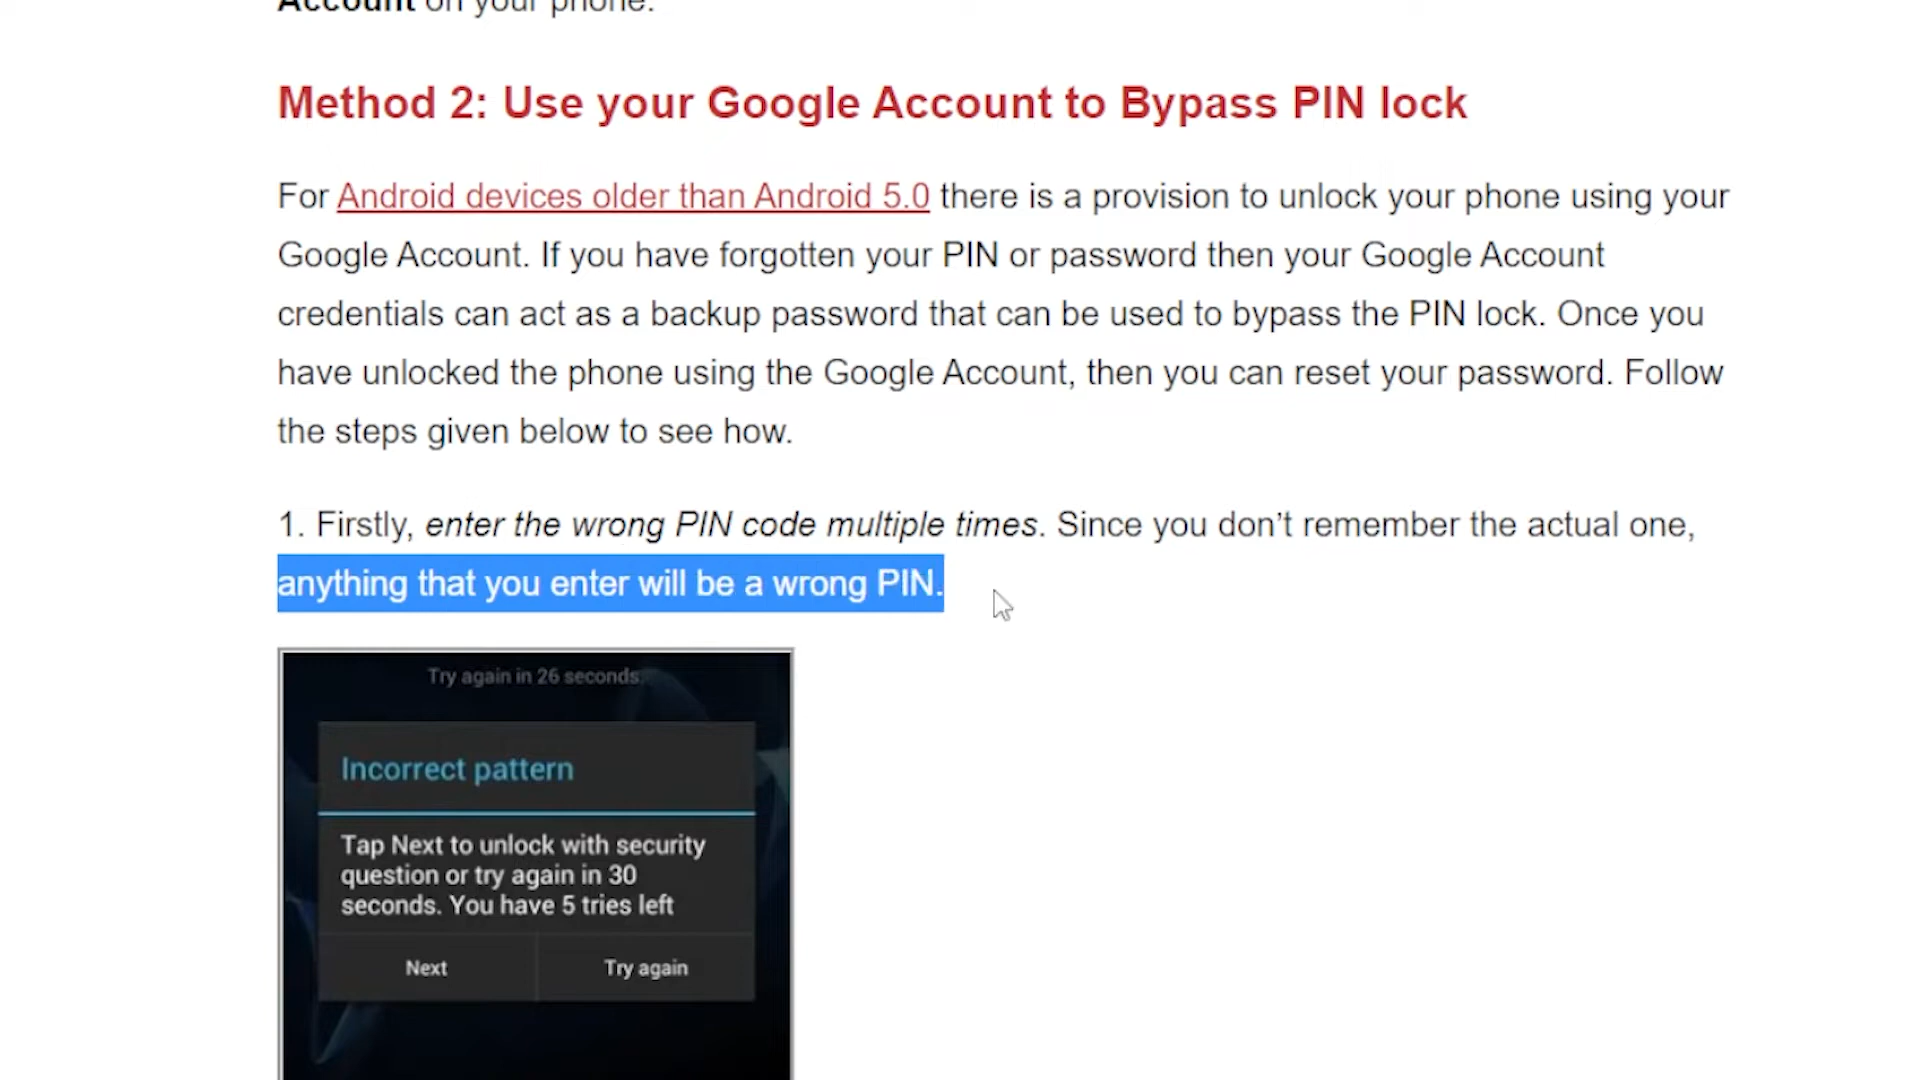 Account on your phone.
Method 2: Use your Google Account to Bypass PIN lock
For Android devices older than Android 5.0 there is a provision to unlock your phone using your
Google Account. If you have forgotten your PIN or password then your Google Account
credentials can act as a backup password that can be used to bypass the PIN lock. Once you
have unlocked the phone using the Google Account, then you can reset your password. Follow
the steps given below to see how.
1. Firstly, enter the wrong PIN code multiple times. Since you don’t remember the actual one,
anything that you enter will be a wrong PIN.
Try again in 26 seconds.
Incorrect pattern
Tap Next to unlock with security
question or try again in 30
seconds. You have 5 tries left
Next
Try again